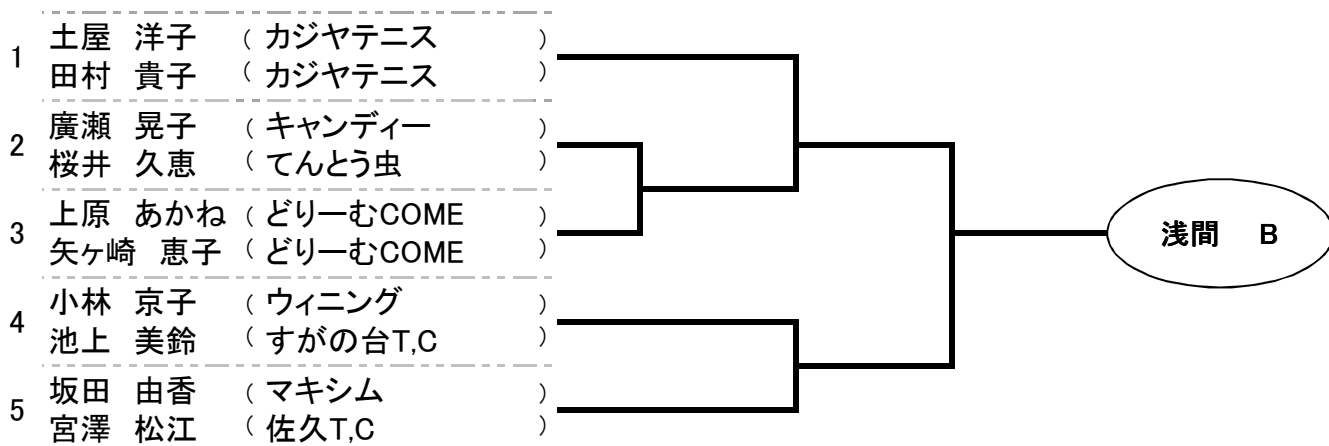 1
土屋 洋子 ( カジヤテニス )
田村 貴子 ( カジヤテニス )
2
廣瀬 晃子 ( キャンディー )
桜井 久恵 ( てんとう虫 )
3
上原 あかね ( どりーむCOME )
矢ヶ崎 恵子 ( どりーむCOME )
4
小林 京子 ( ウィニング )
池上 美鈴 ( すがの台T,C )
5
坂田 由香 ( マキシム )
宮澤 松江 ( 佐久T,C )
浅間 B